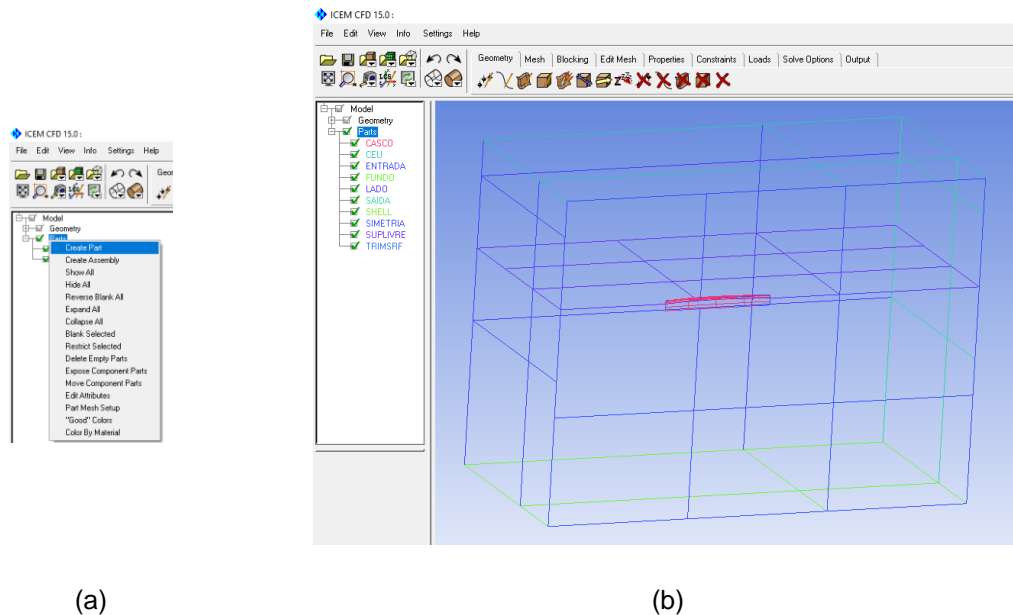 ICEM CFD 15.0 :
File Edit View Info Settings Help
Geor
LCS
Model
Geometry
Parts
Create Part
Create Assembly
Show All
Hide All
Reverse Blank All
Expand All
Collapse All
Blank Selected
Restrict Selected
Delete Empty Parts
Expose Component Parts
Move Component Parts
Edit Attributes
Part Mesh Setup
"Good" Colors
Color By Material
(a)
ICEM CFD 15.0 :
File Edit View Info Settings Help
Geometry Mesh Blocking Edit Mesh Properties Constraints Loads Solve Options Output
LCS
Model
Geometry
Parts
CASCO
CEU
ENTRADA
FUNDO
LADO
SAIDA
SHELL
SIMETRIA
SUPLIVRE
TRIMSRF
(b)